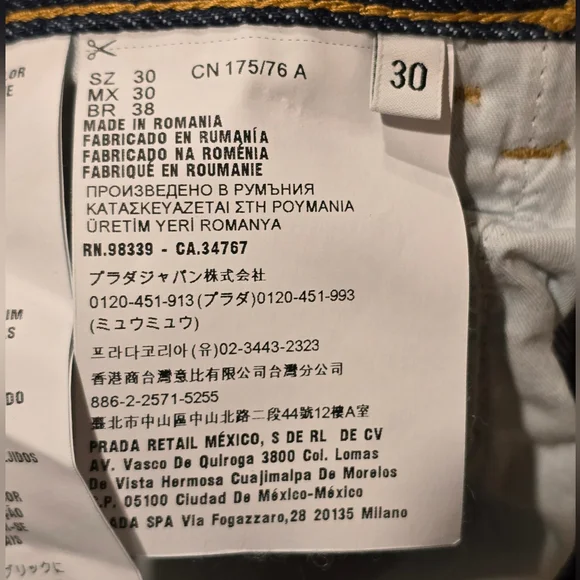 SZ 30
CN 175/76 A
MX 30
BR 38
30
MADE IN ROMANIA
FABRICADO EN RUMANÍA
FABRICADO NA ROMÉNIA
FABRIQUÉ EN ROUMANIE
ПРОИЗВЕДЕНО В РУМЪНИЯ
ΚΑΤΑΣΚΕΥΑΖΕΤΑΙ ΣΤΗ ΡΟΥΜΑΝΙΑ
ÜRETİM YERİ ROMANYA
RN.98339 - CA.34767
プラダジャパン株式会社
0120-451-913(プラダ)0120-451-993
(ミュウミュウ)
프라다코리아(유)02-3443-2323
香港商台灣意比有限公司台灣分公司
886-2-2571-5255
臺北市中山區中山北路二段44號12樓A室
PRADA RETAIL MÉXICO, S DE RL DE CV
AV. Vasco De Quiroga 3800 Col. Lomas
De Vista Hermosa Cuajimalpa De Morelos
C.P. 05100 Ciudad De México-México
SPA Via Fogazzaro,28 20135 Milano